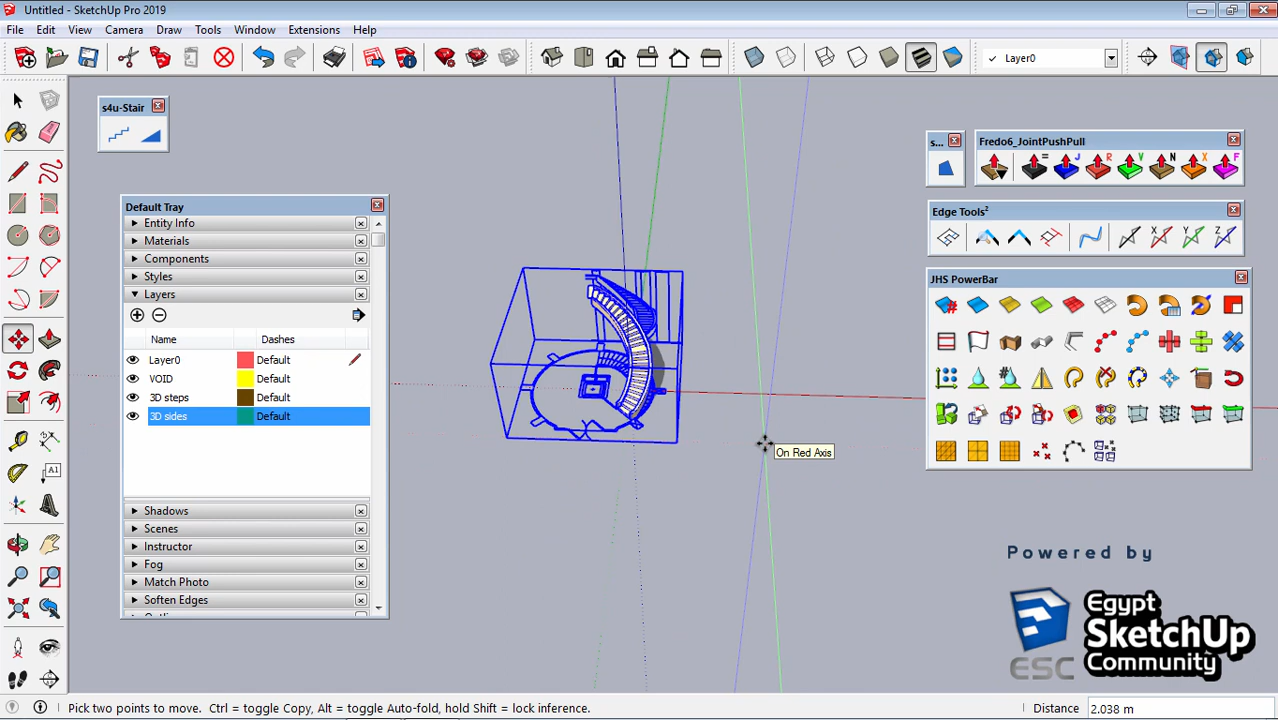 Untitled - SketchUp Pro 2019
File Edit View Camera Draw Tools Window Extensions Help
Layer0
s4u-Stair
s...
Fredo6_JointPushPull
= J R V N X F
Edge Tools²
X Y Z
JHS PowerBar
Default Tray
Entity Info
Materials
Components
Styles
Layers
Name Dashes
Layer0 Default
VOID Default
3D steps Default
3D sides Default
Shadows
Scenes
Instructor
Fog
Match Photo
Soften Edges
On Red Axis
A1
Powered by
Egypt
SketchUp
Community
ESC
Pick two points to move. Ctrl = toggle Copy, Alt = toggle Auto-fold, hold Shift = lock inference.
Distance 2.038 m